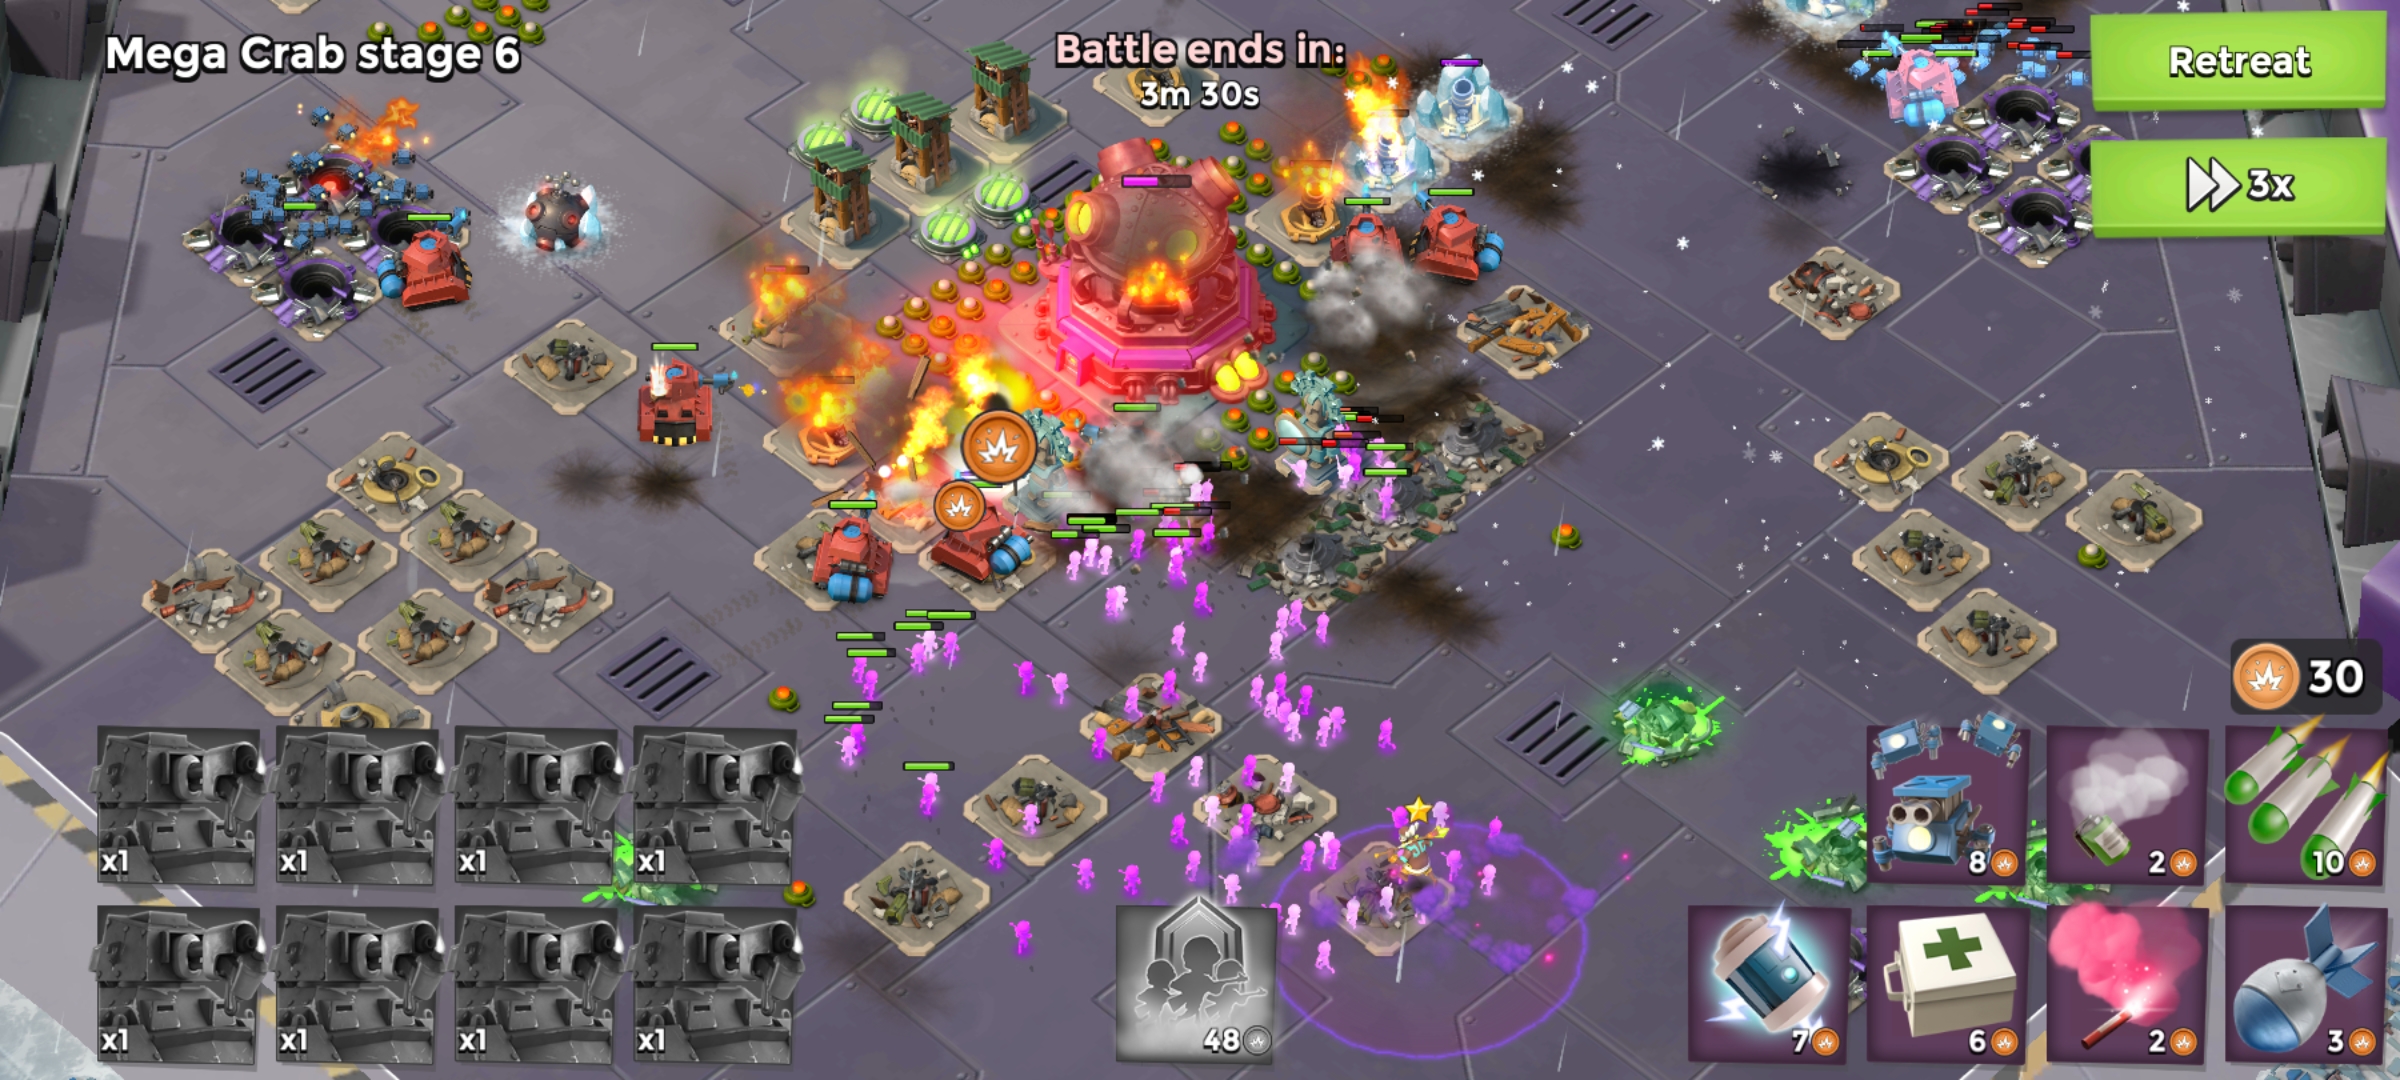 Mega Crab stage 6
Battle ends in:
3m 30s
Retreat
3x
30
8
2
10
x1
x1
x1
x1
x1
x1
x1
x1
48
7
6
2
3